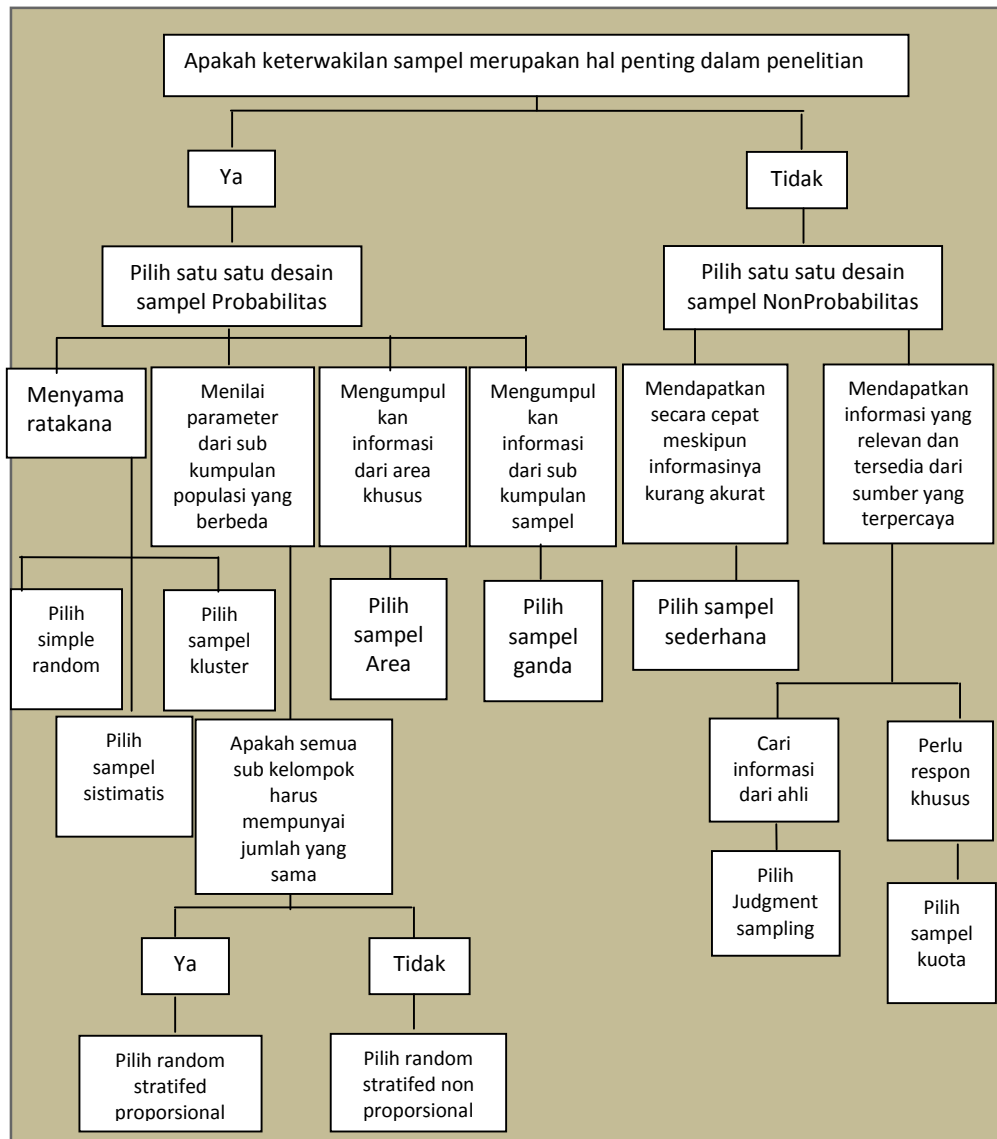 Apakah keterwakilan sampel merupakan hal penting dalam penelitian
Ya
Tidak
Pilih satu satu desain
sampel Probabilitas
Pilih satu satu desain
sampel NonProbabilitas
Menyama
ratakana
Menilai
parameter
dari sub
kumpulan
populasi yang
berbeda
Mengumpul
kan
informasi
dari area
khusus
Mengumpul
kan
informasi
dari sub
kumpulan
sampel
Mendapatkan
secara cepat
meskipun
informasinya
kurang akurat
Mendapatkan
informasi yang
relevan dan
tersedia dari
sumber yang
terpercaya
Pilih
simple
random
Pilih
sampel
kluster
Pilih
sampel
Area
Pilih
sampel
ganda
Pilih sampel
sederhana
Pilih
sampel
sistimatis
Apakah semua
sub kelompok
harus
mempunyai
jumlah yang
sama
Cari
informasi
dari ahli
Perlu
respon
khusus
Pilih
Judgment
sampling
Pilih
sampel
kuota
Ya
Tidak
Pilih random
stratifed
proporsional
Pilih random
stratifed non
proporsional